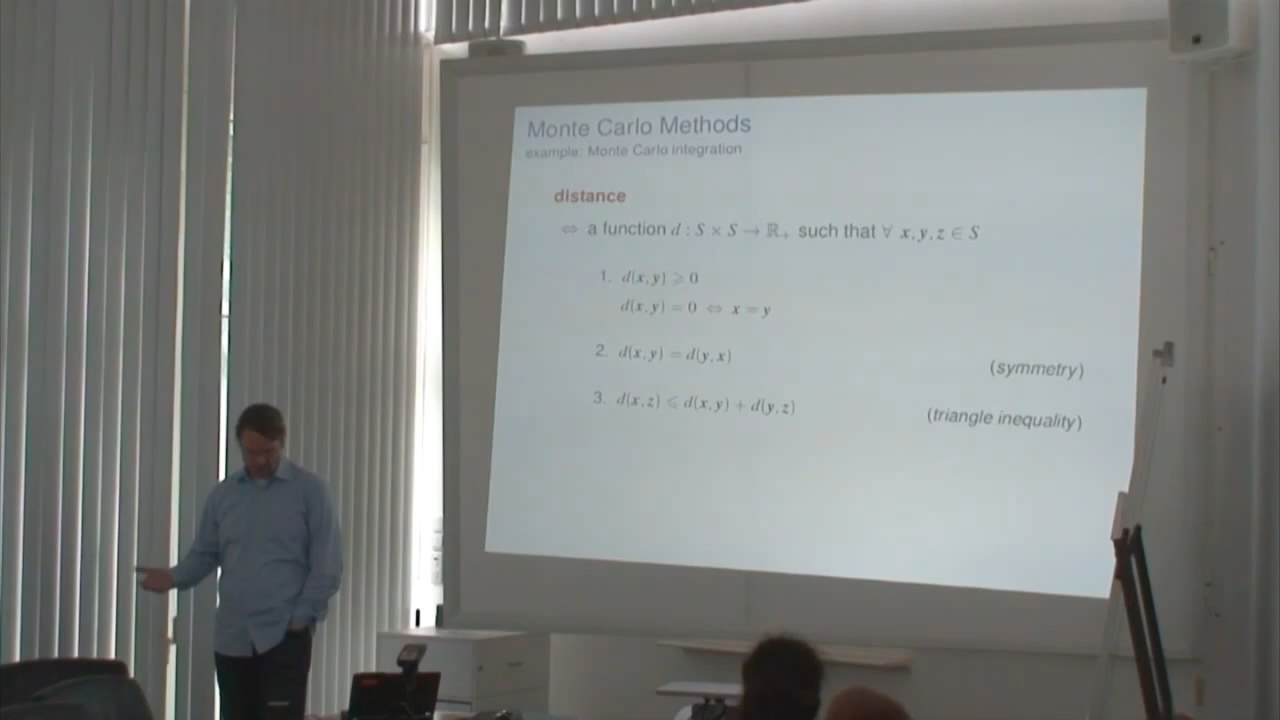 Monte Carlo Methods
example: Monte Carlo integration
distance
⇔ a function d : S × S → ℝ₊ such that ∀ x, y, z ∈ S
1. d(x, y) ⩾ 0
d(x, y) = 0 ⇔ x = y
2. d(x, y) = d(y, x) (symmetry)
3. d(x, z) ⩽ d(x, y) + d(y, z) (triangle inequality)